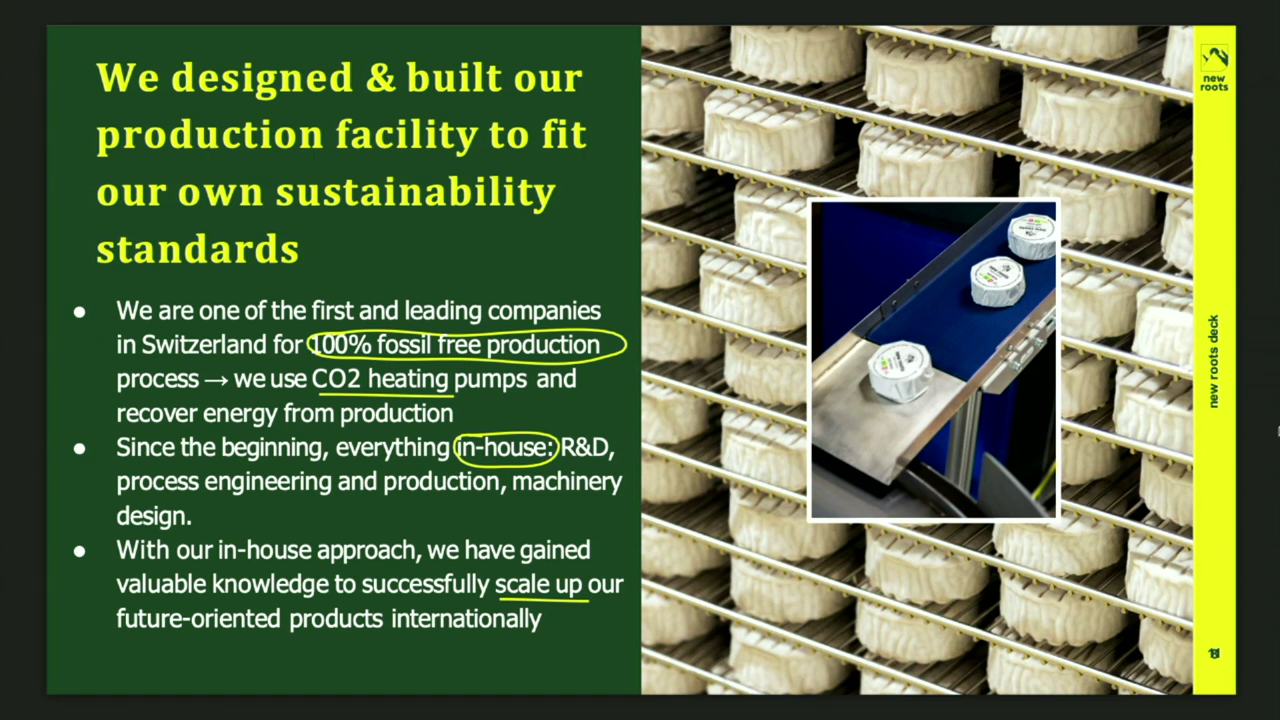 We designed & built our
production facility to fit
our own sustainability
standards
● We are one of the first and leading companies
in Switzerland for 100% fossil free production
process → we use CO2 heating pumps and
recover energy from production
● Since the beginning, everything in-house: R&D,
process engineering and production, machinery
design.
● With our in-house approach, we have gained
valuable knowledge to successfully scale up our
future-oriented products internationally
new
roots
new roots deck